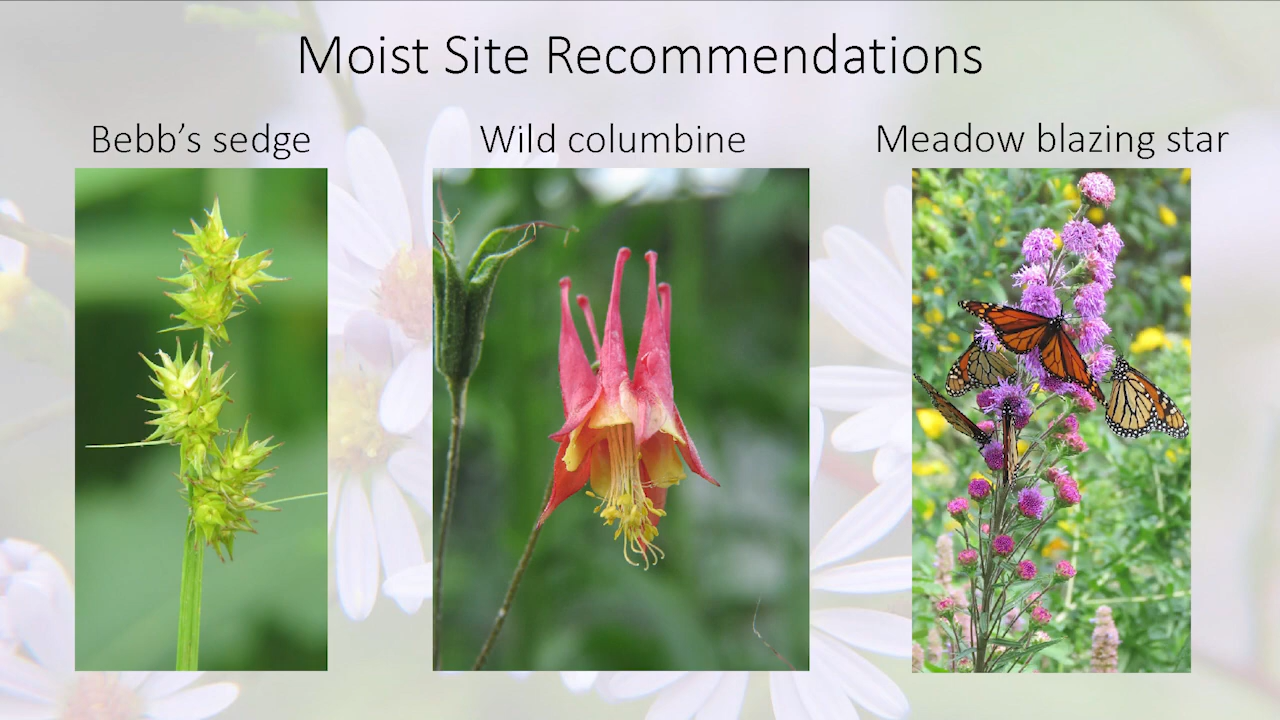 Moist Site Recommendations
Bebb’s sedge
Wild columbine
Meadow blazing star